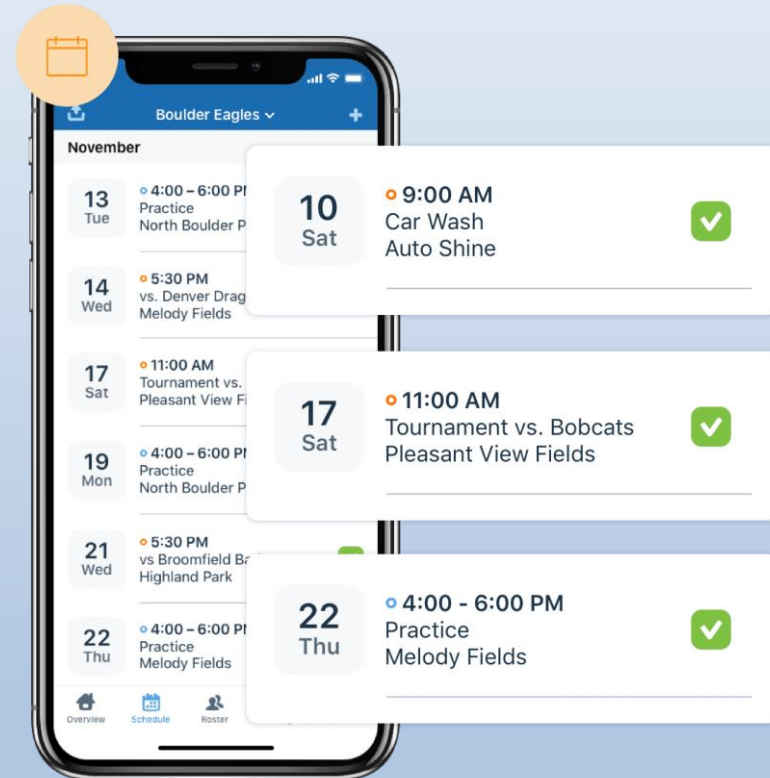 Boulder Eagles
November
13
Tue
4:00 – 6:00
Practice
North Boulder
14
Wed
5:30 PM
vs. Denver
Melody Fields
17
Sat
11:00 AM
Tournament vs.
Pleasant View
19
Mon
4:00 – 6:00
Practice
North Boulder
21
Wed
5:30 PM
vs Broomfield
Highland Park
22
Thu
4:00 – 6:00
Practice
Melody Fields
Overview
Schedule
Roster
10
Sat
9:00 AM
Car Wash
Auto Shine
17
Sat
11:00 AM
Tournament vs. Bobcats
Pleasant View Fields
22
Thu
4:00 - 6:00 PM
Practice
Melody Fields